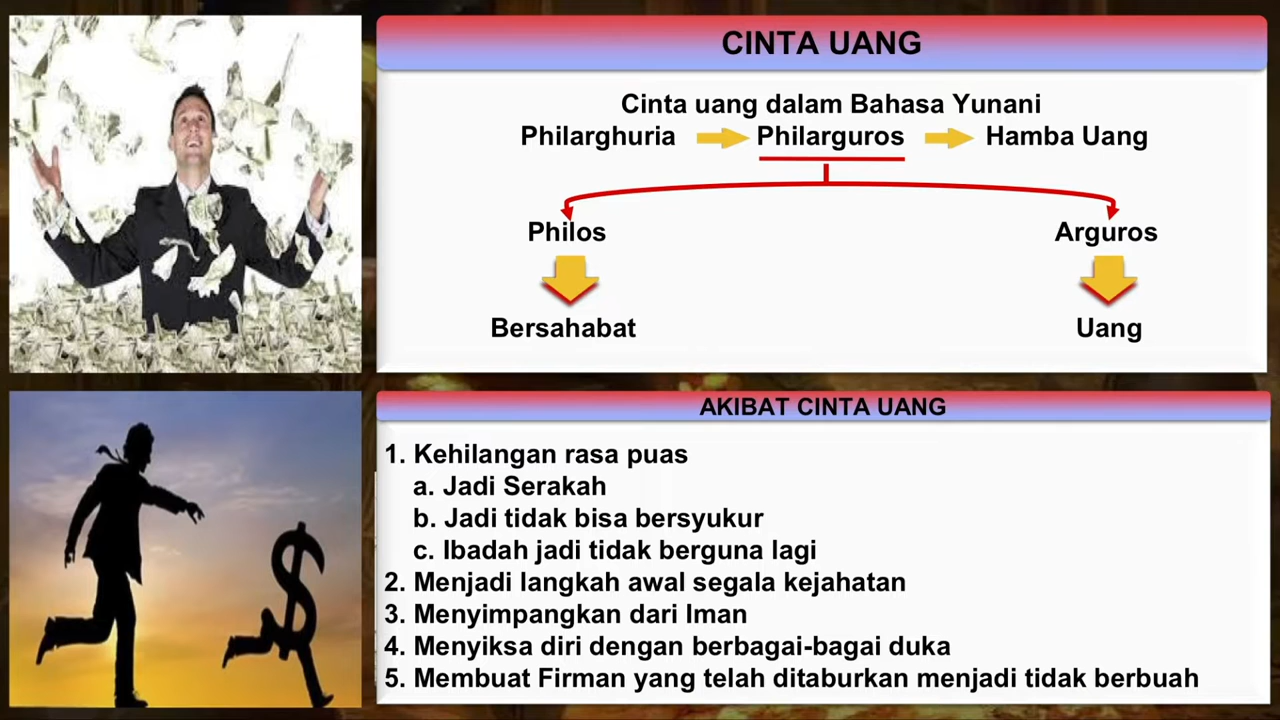 CINTA UANG
Cinta uang dalam Bahasa Yunani
Philarghuria Philarguros Hamba Uang
Philos Arguros
Bersahabat Uang
AKIBAT CINTA UANG
1. Kehilangan rasa puas
a. Jadi Serakah
b. Jadi tidak bisa bersyukur
c. Ibadah jadi tidak berguna lagi
2. Menjadi langkah awal segala kejahatan
3. Menyimpangkan dari Iman
4. Menyiksa diri dengan berbagai-bagai duka
5. Membuat Firman yang telah ditaburkan menjadi tidak berbuah